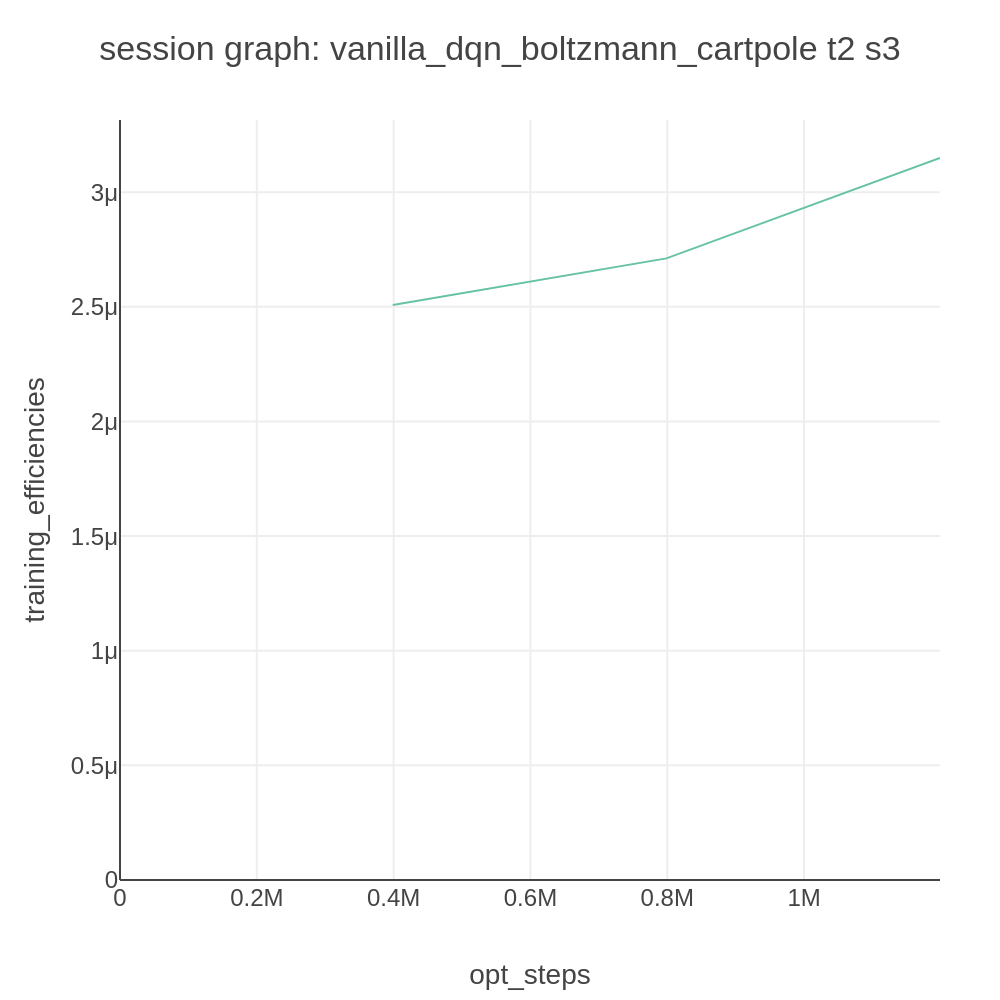 session graph: vanilla_dqn_boltzmann_cartpole t2 s3
training_efficiencies
3μ
2.5μ
2μ
1.5μ
1μ
0.5μ
0
0 0.2M 0.4M 0.6M 0.8M 1M
opt_steps